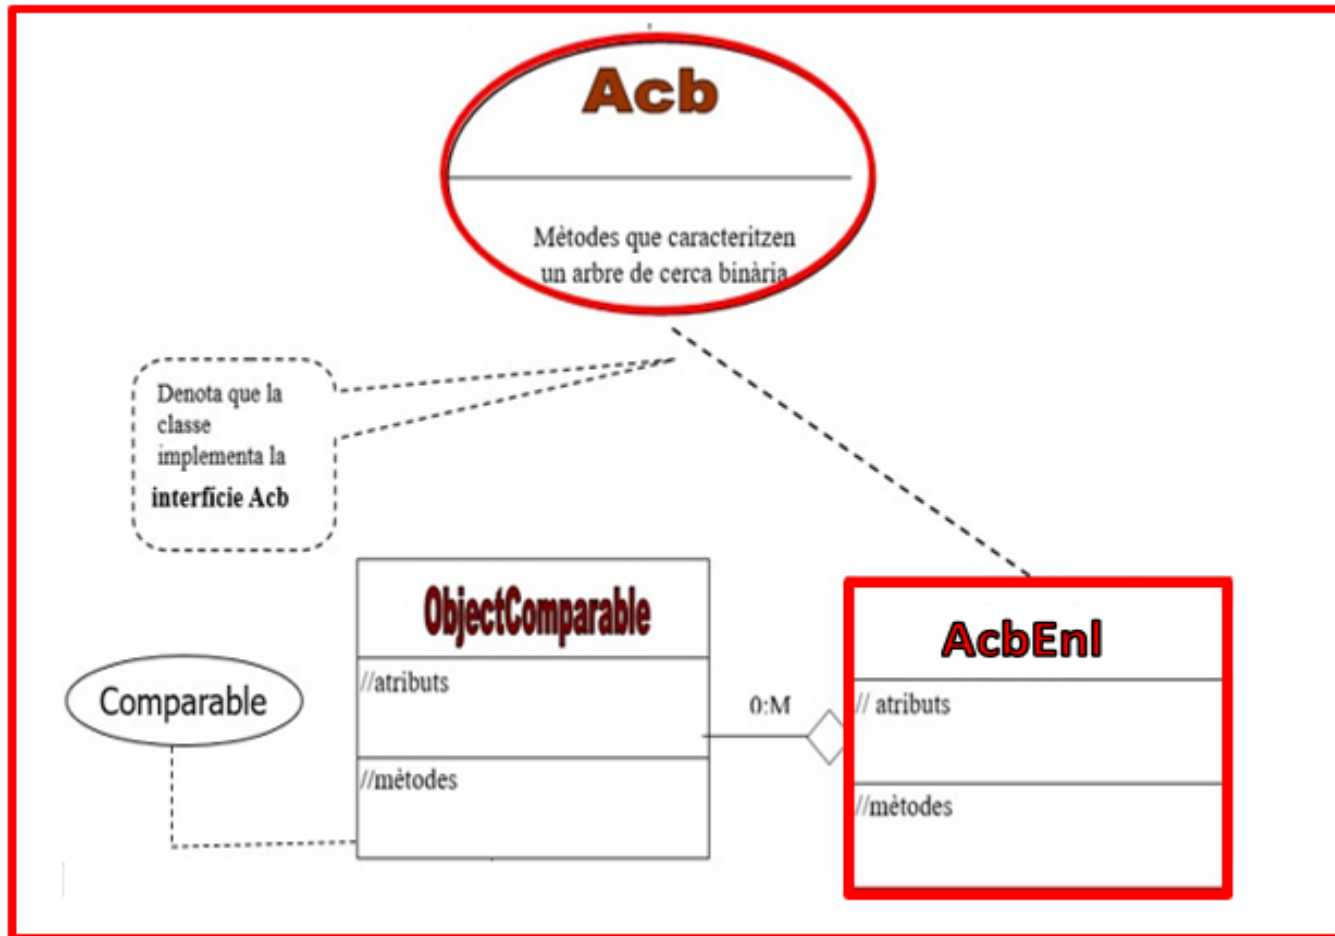 Acb
Mètodes que caracteritzen
un arbre de cerca binària
Denota que la
classe
implementa la
interfície Acb
ObjectComparable
//atributs
//mètodes
Comparable
0:M
AcbEnl
// atributs
//mètodes